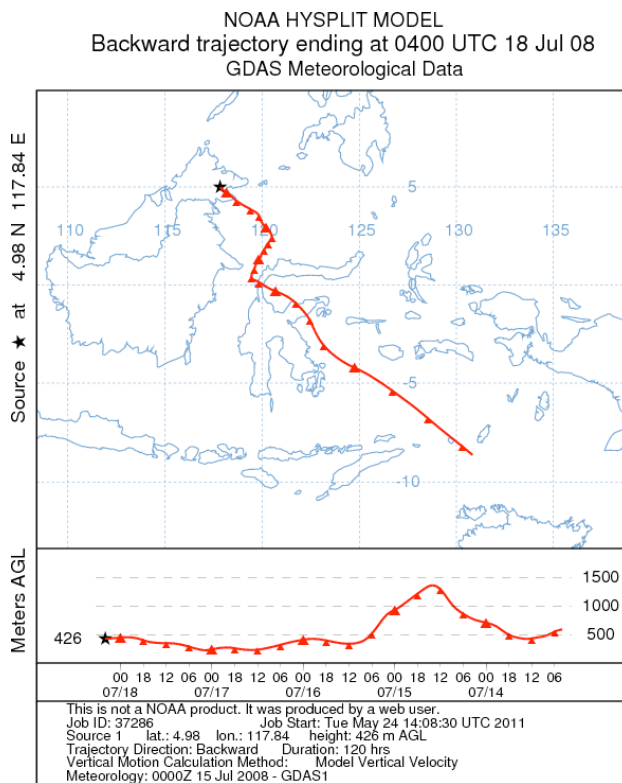 NOAA HYSPLIT MODEL
Backward trajectory ending at 0400 UTC 18 Jul 08
GDAS Meteorological Data
Source ★ at 4.98 N 117.84 E
5
110 115 120 125 130 135
-5
-10
Meters AGL
426
1500
1000
500
00 18 12 06 00 18 12 06 00 18 12 06 00 18 12 06 00 18 12 06
07/18 07/17 07/16 07/15 07/14
This is not a NOAA product. It was produced by a web user.
Job ID: 37286 Job Start: Tue May 24 14:08:30 UTC 2011
Source 1 lat.: 4.98 lon.: 117.84 height: 426 m AGL
Trajectory Direction: Backward Duration: 120 hrs
Vertical Motion Calculation Method: Model Vertical Velocity
Meteorology: 0000Z 15 Jul 2008 - GDAS1